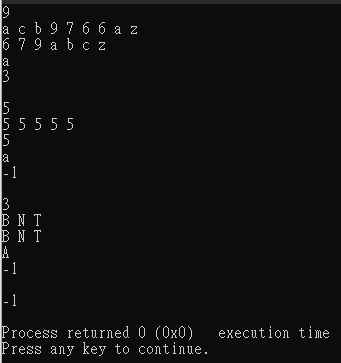 9
a c b 9 7 6 6 a z
6 7 9 a b c z
a
3
5
5 5 5 5 5
5
a
-1
3
B N T
B N T
A
-1
-1
Process returned 0 (0x0)   execution time
Press any key to continue.